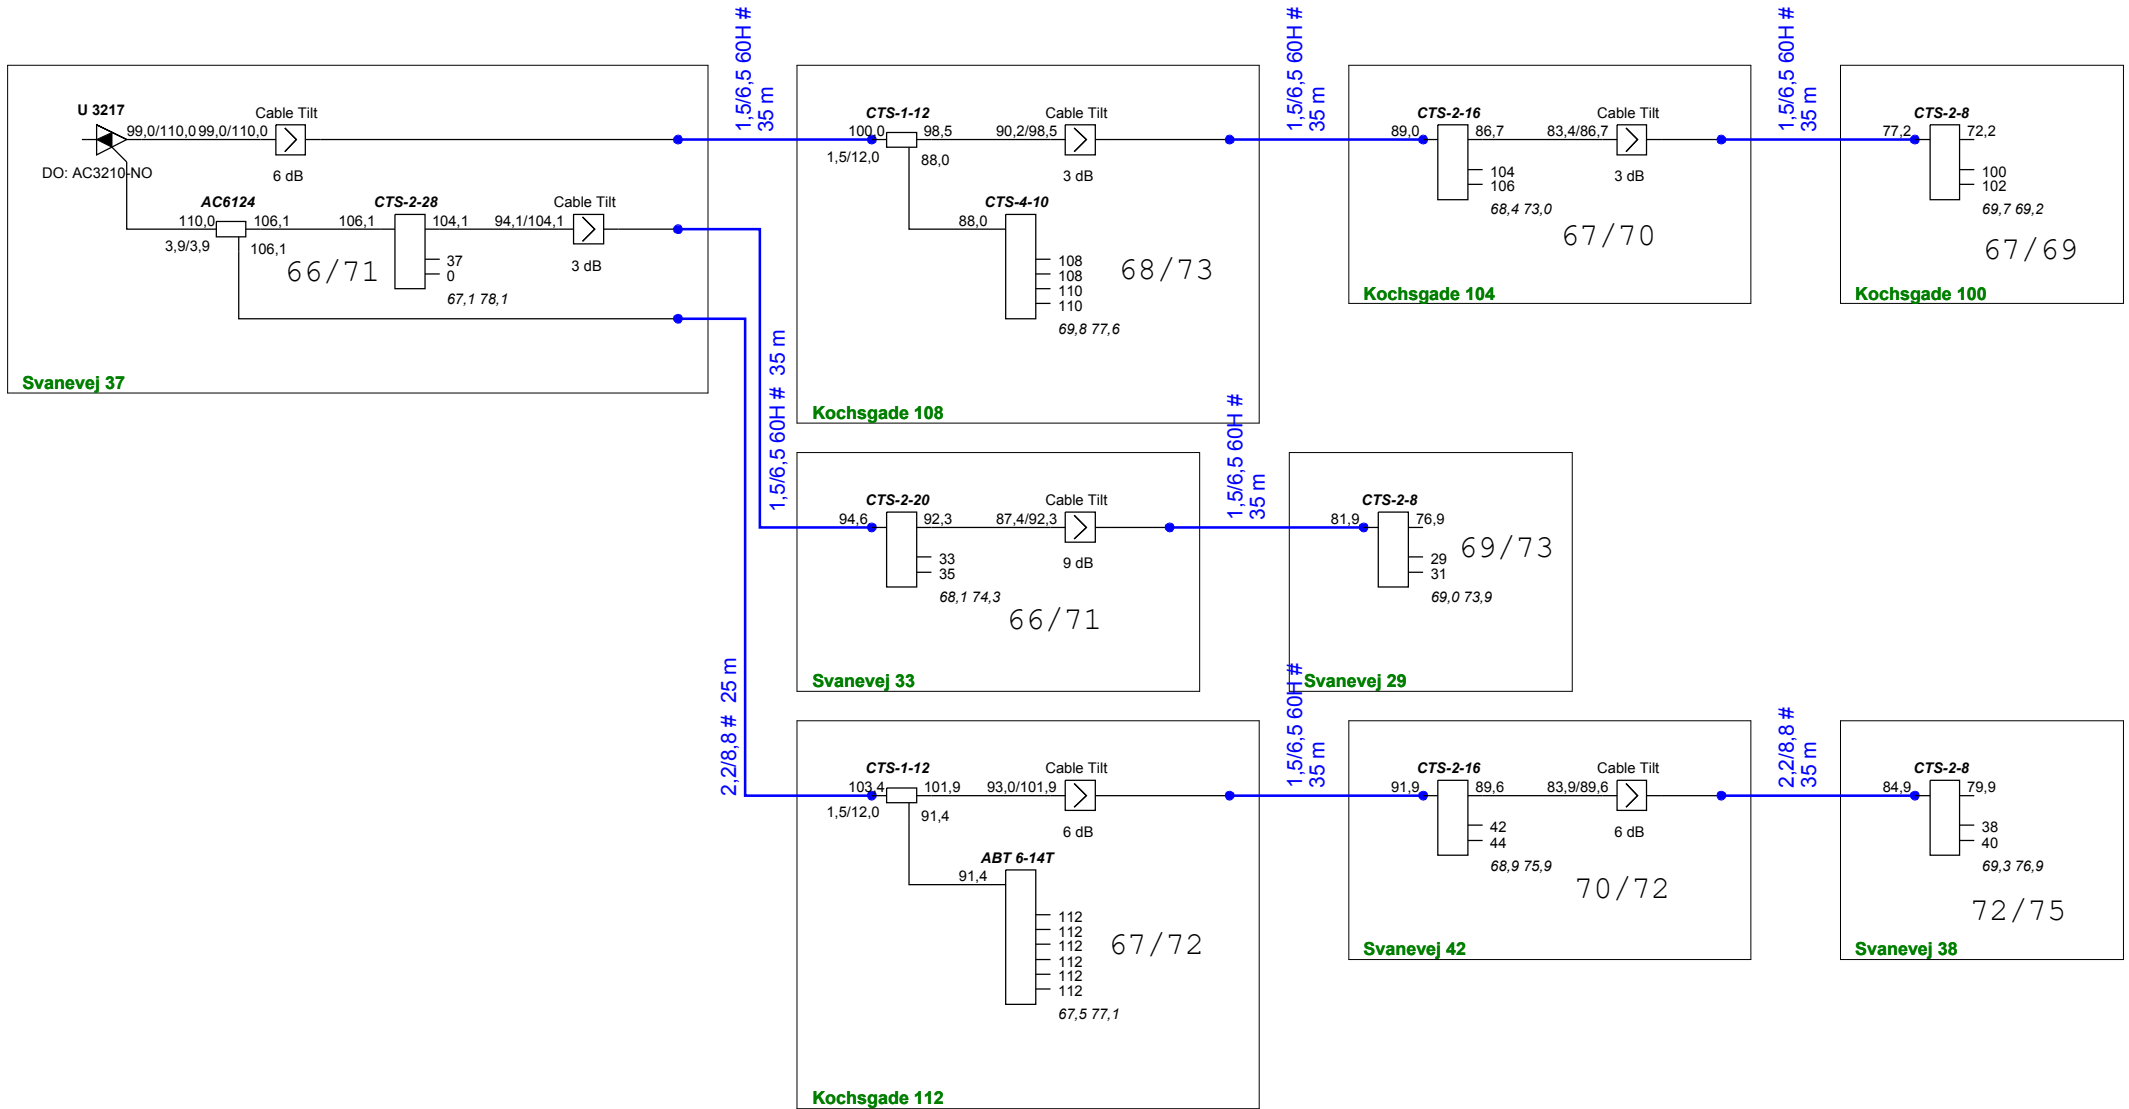 1,5/6,5 60H #
35 m
1,5/6,5 60H #
35 m
1,5/6,5 60H #
35 m
U 3217
99,0/110,0 99,0/110,0
Cable Tilt
6 dB
DO: AC3210-NO
AC6124
110,0
106,1
3,9/3,9
106,1
CTS-2-28
106,1
104,1
94,1/104,1
Cable Tilt
3 dB
66/71
37
0
67,1 78,1
Svanevej 37
CTS-1-12
100,0
98,5
90,2/98,5
Cable Tilt
1,5/12,0
88,0
3 dB
CTS-4-10
88,0
108
108
110
110
68/73
69,8 77,6
Kochsgade 108
CTS-2-16
89,0
86,7
83,4/86,7
Cable Tilt
3 dB
104
106
68,4 73,0
67/70
Kochsgade 104
CTS-2-8
77,2
72,2
100
102
69,7 69,2
67/69
Kochsgade 100
1,5/6,5 60H # 35 m
CTS-2-20
94,6
92,3
87,4/92,3
Cable Tilt
9 dB
33
35
68,1 74,3
66/71
Svanevej 33
1,5/6,5 60H #
35 m
CTS-2-8
81,9
76,9
69/73
29
31
69,0 73,9
Svanevej 29
2,2/8,8 # 25 m
CTS-1-12
103,4
101,9
93,0/101,9
Cable Tilt
1,5/12,0
91,4
6 dB
ABT 6-14T
91,4
112
112
112
112
112
112
67/72
67,5 77,1
Kochsgade 112
1,5/6,5 60H #
35 m
CTS-2-16
91,9
89,6
83,9/89,6
Cable Tilt
6 dB
42
44
68,9 75,9
70/72
Svanevej 42
2,2/8,8 #
35 m
CTS-2-8
84,9
79,9
38
40
69,3 76,9
72/75
Svanevej 38